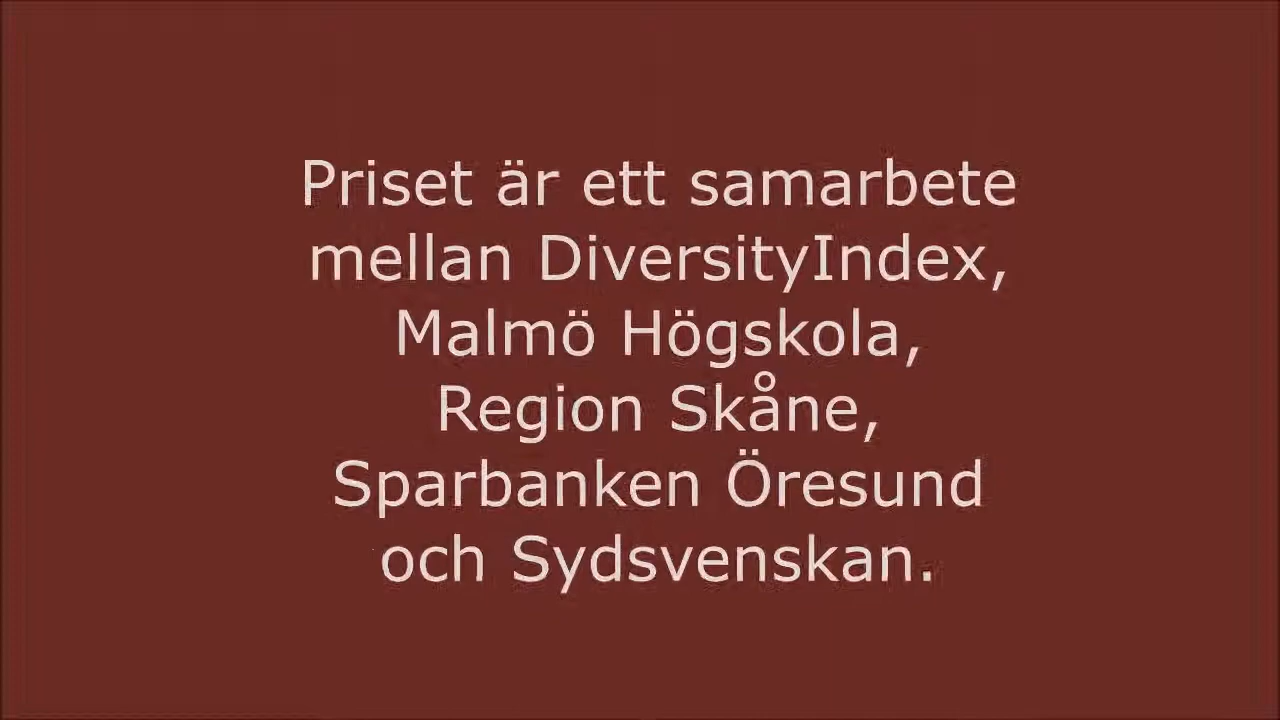 Priset är ett samarbete
mellan DiversityIndex,
Malmö Högskola,
Region Skåne,
Sparbanken Öresund
och Sydsvenskan.